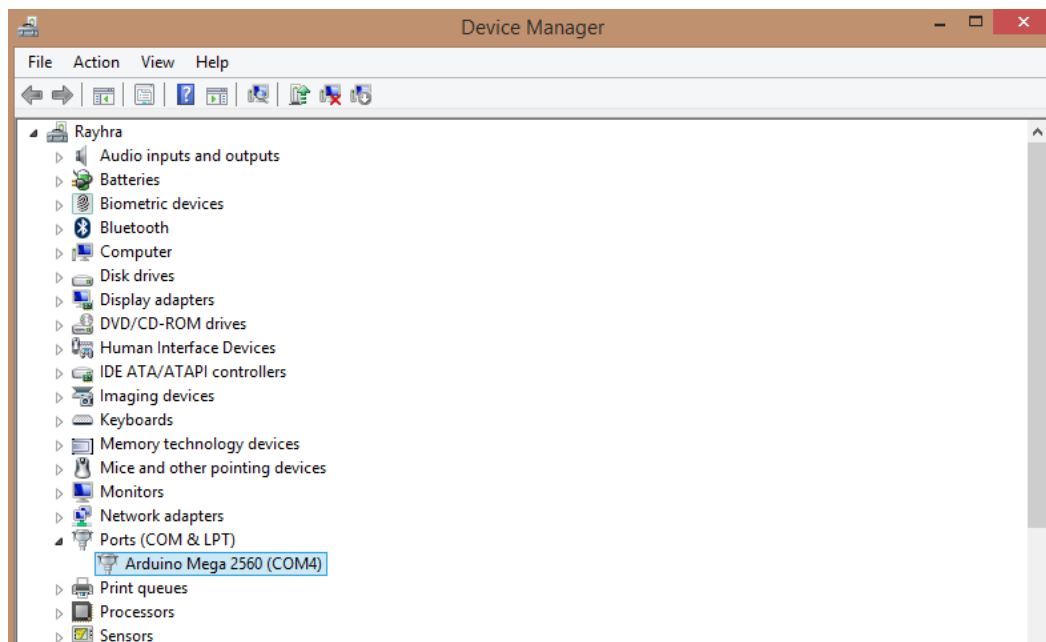 Device Manager
File Action View Help
Rayhra
Audio inputs and outputs
Batteries
Biometric devices
Bluetooth
Computer
Disk drives
Display adapters
DVD/CD-ROM drives
Human Interface Devices
IDE ATA/ATAPI controllers
Imaging devices
Keyboards
Memory technology devices
Mice and other pointing devices
Monitors
Network adapters
Ports (COM & LPT)
Arduino Mega 2560 (COM4)
Print queues
Processors
Sensors